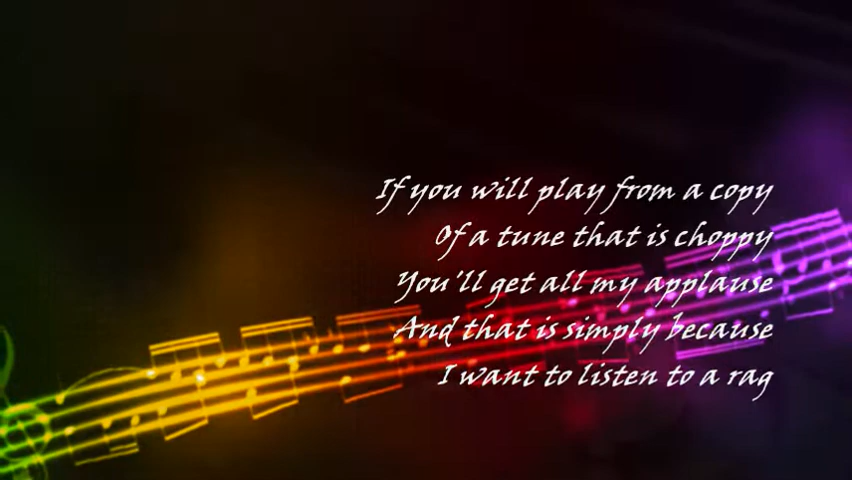 If you will play from a copy
Of a tune that is choppy
You'll get all my applause
And that is simply because
I want to listen to a rag